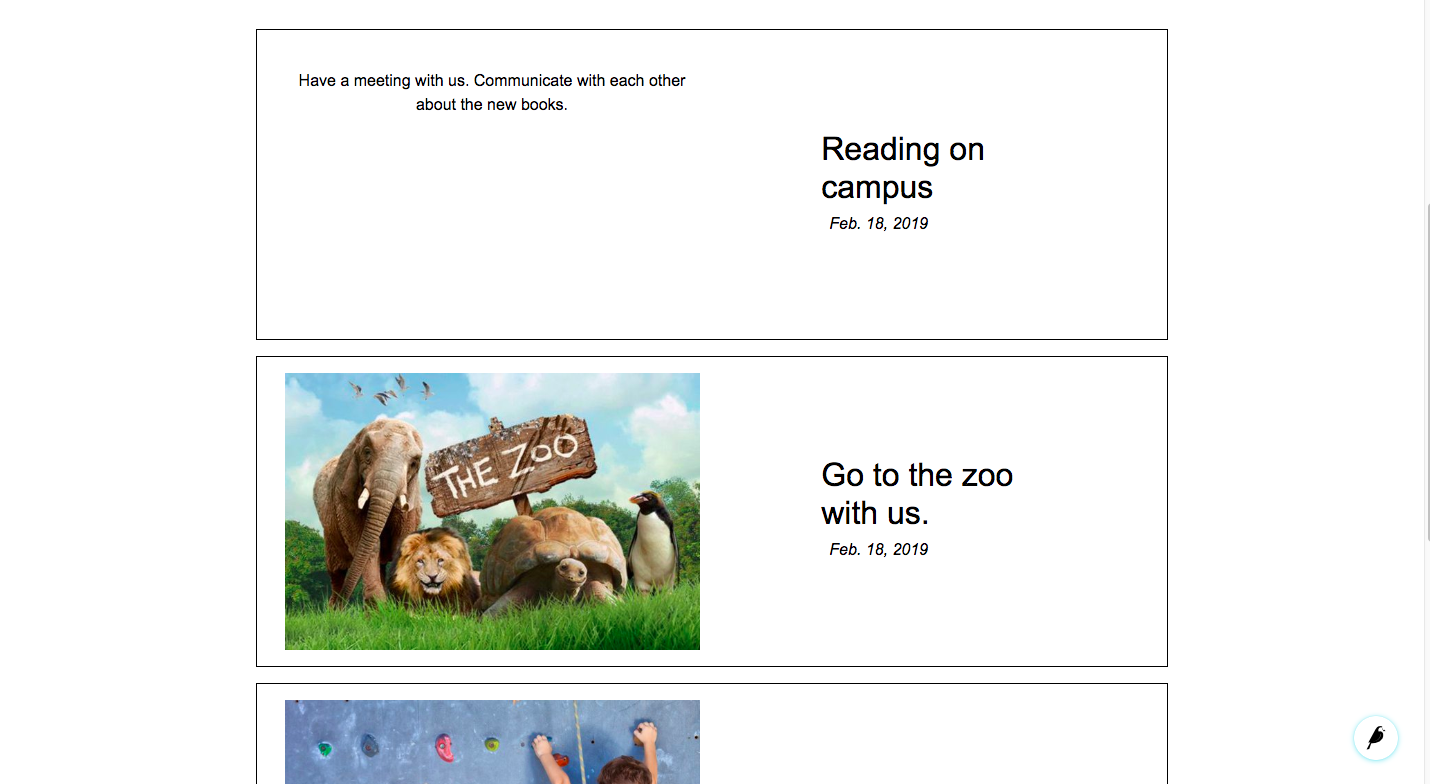 Have a meeting with us. Communicate with each other
about the new books.
Reading on
campus
Feb. 18, 2019
THE ZOO
Go to the zoo
with us.
Feb. 18, 2019